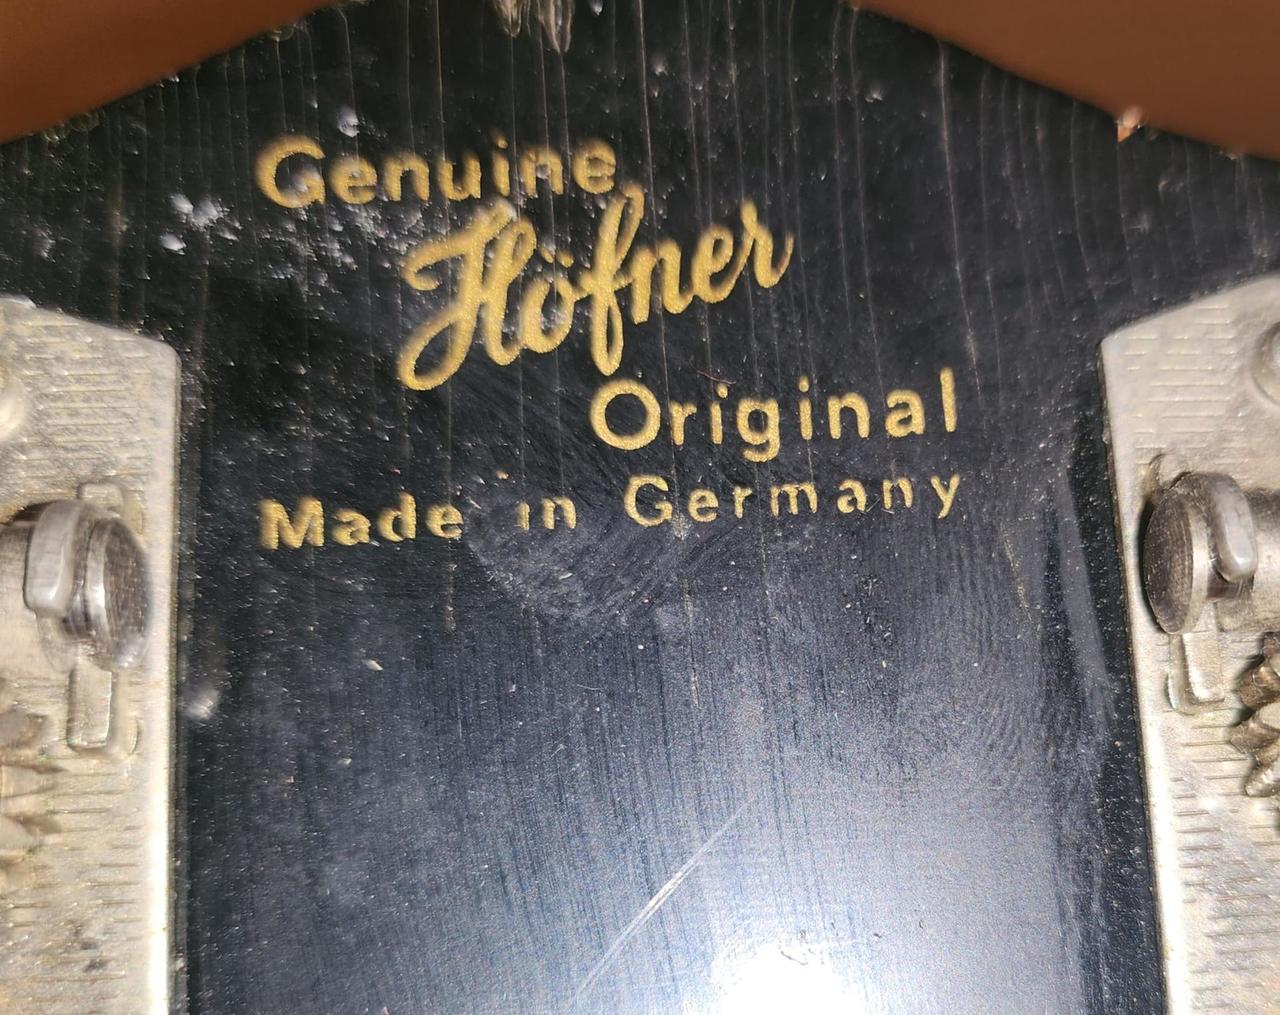 Genuine
Höfner
Original
Made in Germany